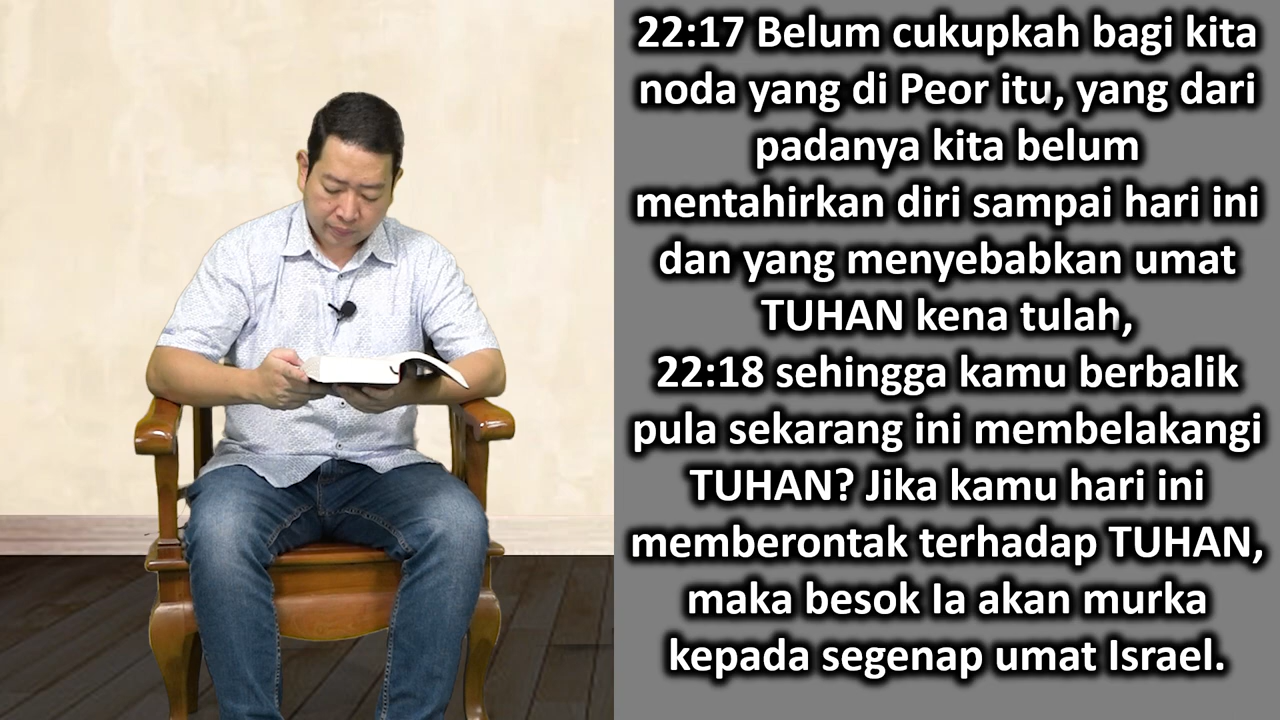 22:17 Belum cukupkah bagi kita
noda yang di Peor itu, yang dari
padanya kita belum
mentahirkan diri sampai hari ini
dan yang menyebabkan umat
TUHAN kena tulah,
22:18 sehingga kamu berbalik
pula sekarang ini membelakangi
TUHAN? Jika kamu hari ini
memberontak terhadap TUHAN,
maka besok Ia akan murka
kepada segenap umat Israel.